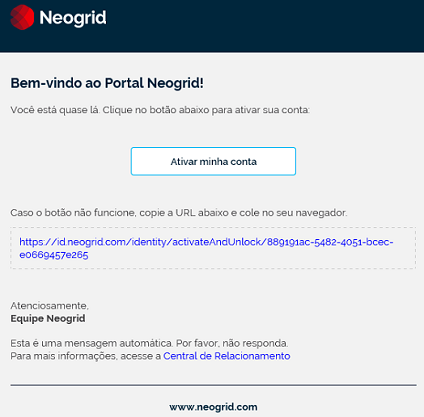 Neogrid
Bem-vindo ao Portal Neogrid!
Você está quase lá. Clique no botão abaixo para ativar sua conta:
Ativar minha conta
Caso o botão não funcione, copie a URL abaixo e cole no seu navegador.
https://id.neogrid.com/identity/activateAndUnlock/889191ac-5482-4051-bcec-
e0669457e265
Atenciosamente,
Equipe Neogrid
Esta é uma mensagem automática. Por favor, não responda.
Para mais informações, acesse a Central de Relacionamento
www.neogrid.com